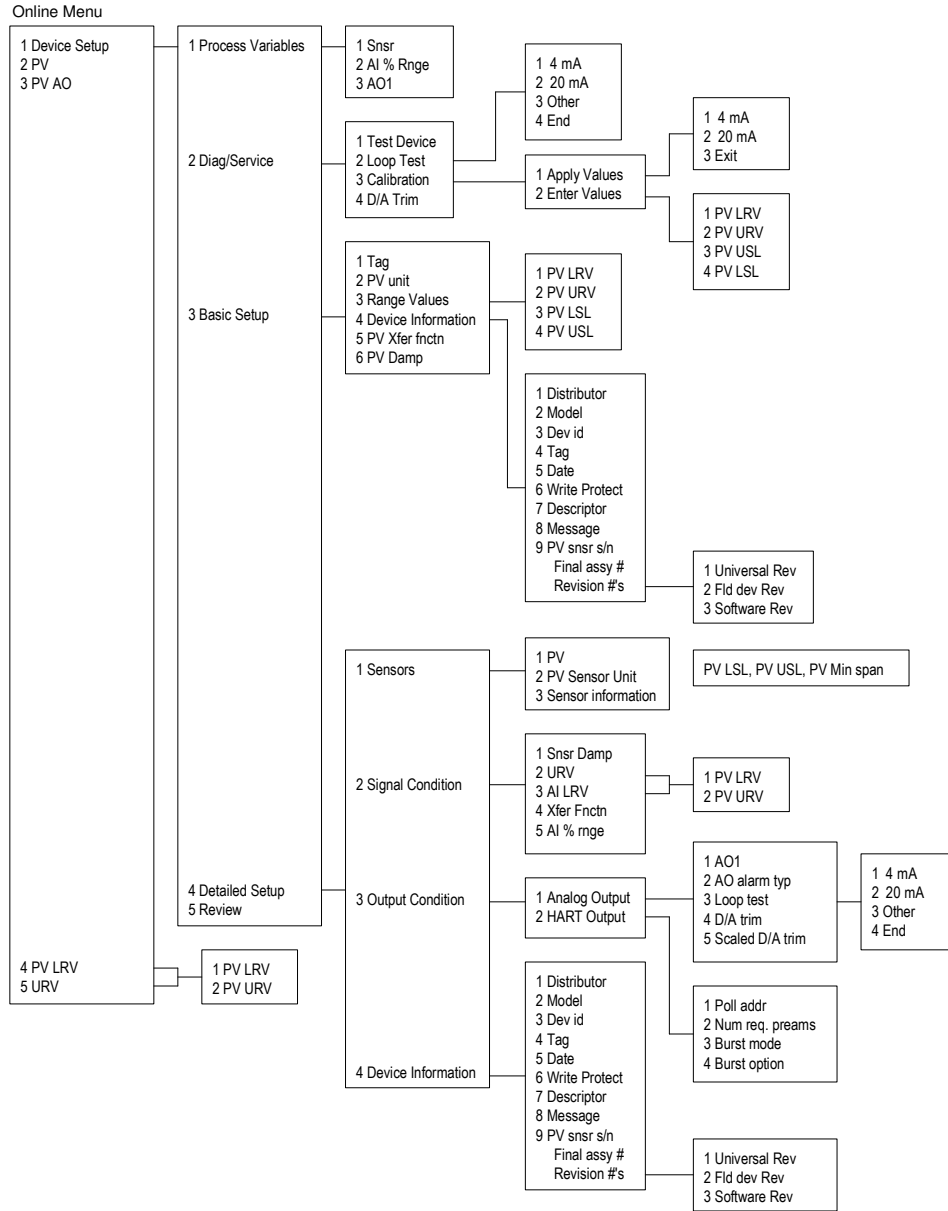 Online Menu
1 Device Setup
2 PV
3 PV AO
4 PV LRV
5 URV
1 PV LRV
2 PV URV
1 Process Variables
2 Diag/Service
3 Basic Setup
4 Detailed Setup
5 Review
1 Snsr
2 AI % Rnge
3 AO1
1 Test Device
2 Loop Test
3 Calibration
4 D/A Trim
1 4 mA
2 20 mA
3 Other
4 End
1 Apply Values
2 Enter Values
1 4 mA
2 20 mA
3 Exit
1 PV LRV
2 PV URV
3 PV USL
4 PV LSL
1 Tag
2 PV unit
3 Range Values
4 Device Information
5 PV Xfer fnctn
6 PV Damp
1 PV LRV
2 PV URV
3 PV LSL
4 PV USL
1 Distributor
2 Model
3 Dev id
4 Tag
5 Date
6 Write Protect
7 Descriptor
8 Message
9 PV snsr s/n
Final assy #
Revision #'s
1 Universal Rev
2 Fld dev Rev
3 Software Rev
1 Sensors
2 Signal Condition
3 Output Condition
4 Device Information
1 PV
2 PV Sensor Unit
3 Sensor information
PV LSL, PV USL, PV Min span
1 Snsr Damp
2 URV
3 AI LRV
4 Xfer Fnctn
5 AI % rnge
1 PV LRV
2 PV URV
1 Analog Output
2 HART Output
1 AO1
2 AO alarm typ
3 Loop test
4 D/A trim
5 Scaled D/A trim
1 4 mA
2 20 mA
3 Other
4 End
1 Poll addr
2 Num req. preams
3 Burst mode
4 Burst option
1 Distributor
2 Model
3 Dev id
4 Tag
5 Date
6 Write Protect
7 Descriptor
8 Message
9 PV snsr s/n
Final assy #
Revision #'s
1 Universal Rev
2 Fld dev Rev
3 Software Rev